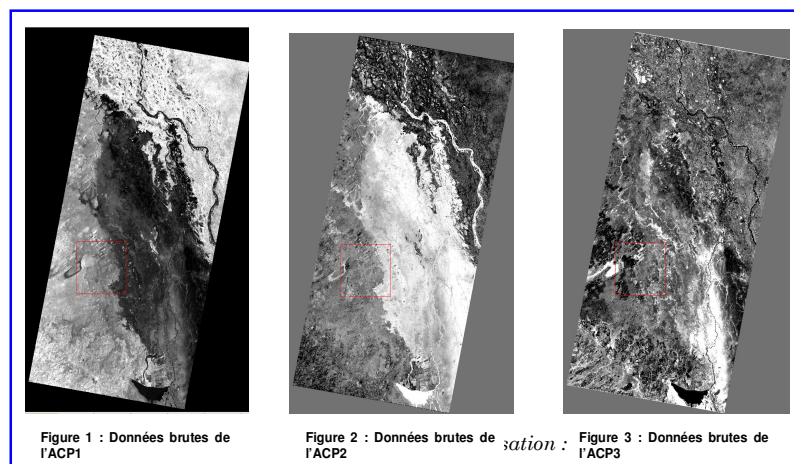 Figure 1 : Données brutes de
l'ACP1
Figure 2 : Données brutes de
l'ACP2
sation :
Figure 3 : Données brutes de
l'ACP3